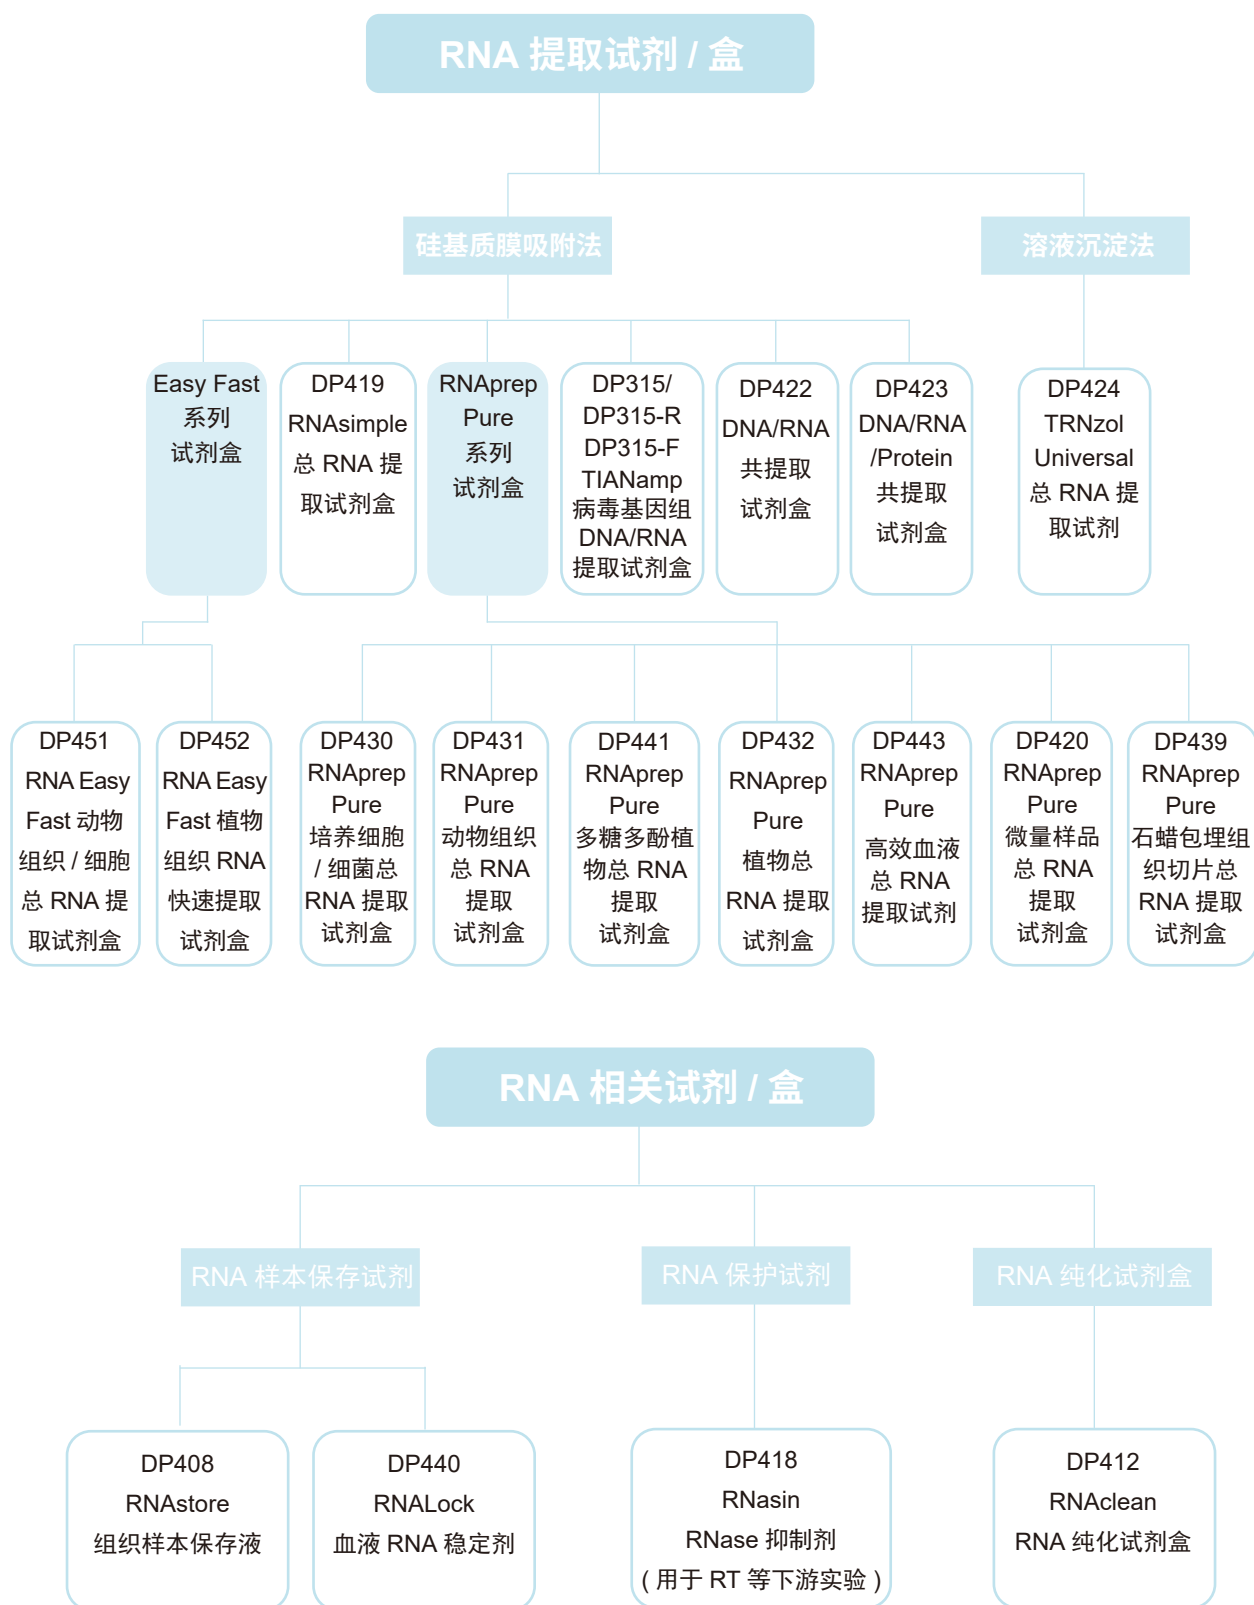 RNA 提取试剂 / 盒
硅基质膜吸附法
溶液沉淀法
Easy Fast
系列
试剂盒
DP419
RNAsimple
总 RNA 提
取试剂盒
RNAprep
Pure
系列
试剂盒
DP315/
DP315-R
DP315-F
TIANamp
病毒基因组
DNA/RNA
提取试剂盒
DP422
DNA/RNA
共提取
试剂盒
DP423
DNA/RNA
/Protein
共提取
试剂盒
DP424
TRNzol
Universal
总 RNA 提
取试剂
DP451
RNA Easy
Fast 动物
组织 / 细胞
总 RNA 提
取试剂盒
DP452
RNA Easy
Fast 植物
组织 RNA
快速提取
试剂盒
DP430
RNAprep
Pure
培养细胞
/ 细菌总
RNA 提取
试剂盒
DP431
RNAprep
Pure
动物组织
总 RNA
提取
试剂盒
DP441
RNAprep
Pure
多糖多酚植
物总 RNA
提取
试剂盒
DP432
RNAprep
Pure
植物总
RNA 提取
试剂盒
DP443
RNAprep
Pure
高效血液
总 RNA
提取试剂
DP420
RNAprep
Pure
微量样品
总 RNA
提取
试剂盒
DP439
RNAprep
Pure
石蜡包埋组
织切片总
RNA 提取
试剂盒
RNA 相关试剂 / 盒
RNA 样本保存试剂
RNA 保护试剂
RNA 纯化试剂盒
DP408
RNAstore
组织样本保存液
DP440
RNALock
血液 RNA 稳定剂
DP418
RNasin
RNase 抑制剂
( 用于 RT 等下游实验 )
DP412
RNAclean
RNA 纯化试剂盒